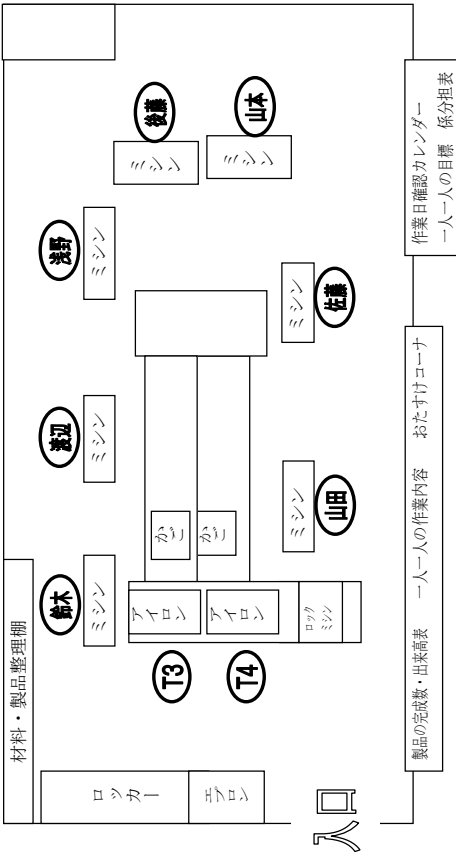 材料・製品整理棚
鈴木
ミシン
渡辺
ミシン
浅野
ミシン
後藤
ミシン
山本
ミシン
T3
アイロン
かご
T4
アイロン
かご
ロック
ミシン
山田
ミシン
佐藤
ミシン
ロッカー
エプロン
入口
製品の完成数・出来高表　一人一人の作業内容　おたすけコーナ
作業日確認カレンダー
一人一人の目標　係分担表